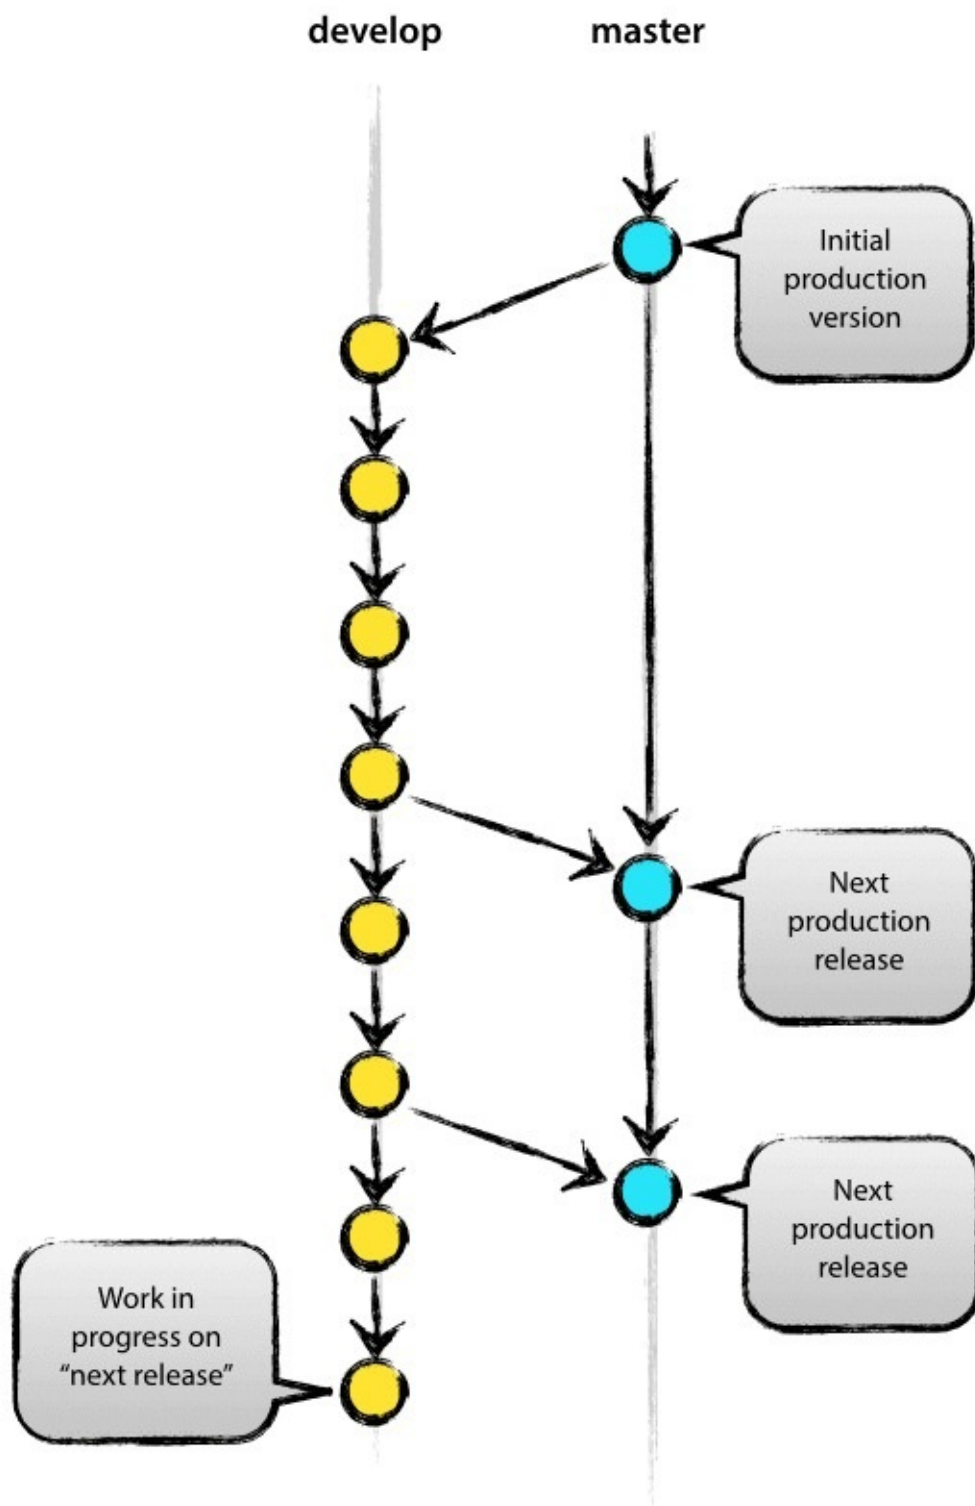 develop
master
Initial
production
version
Next
production
release
Next
production
release
Work in
progress on
“next release”